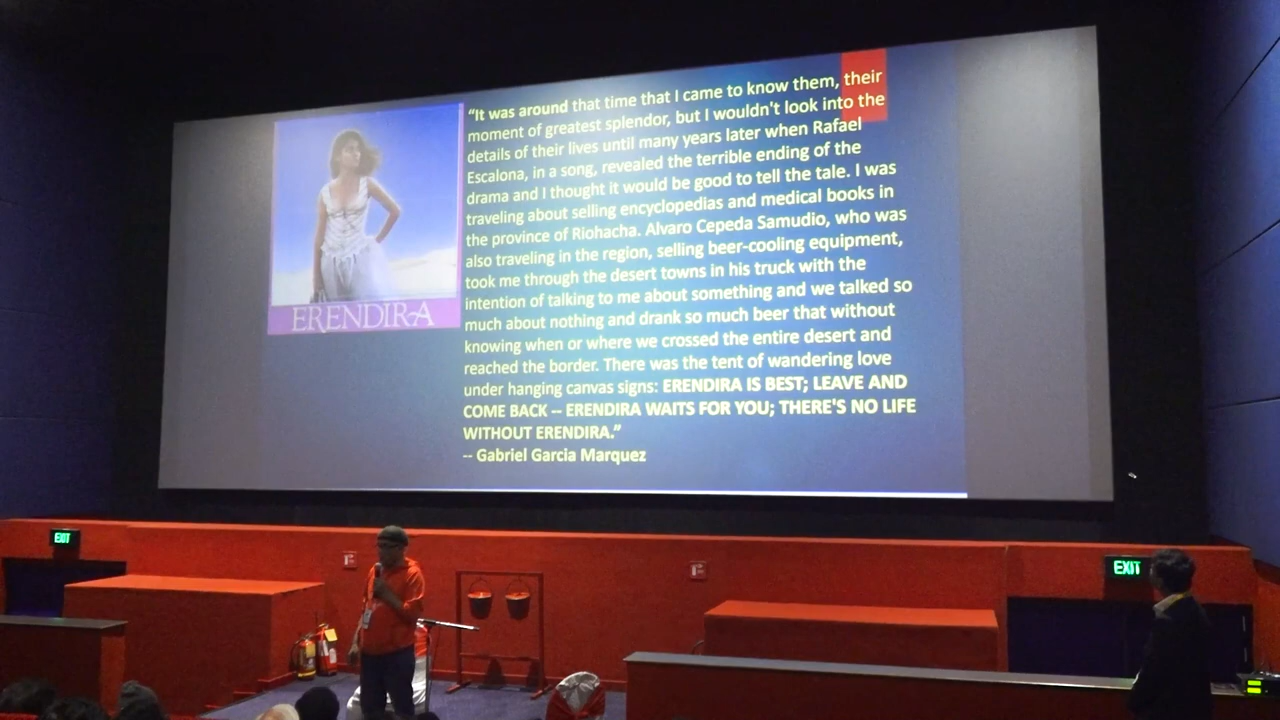 “It was around that time that I came to know them, their
moment of greatest splendor, but I wouldn't look into the
details of their lives until many years later when Rafael
Escalona, in a song, revealed the terrible ending of the
drama and I thought it would be good to tell the tale. I was
traveling about selling encyclopedias and medical books in
the province of Riohacha. Alvaro Cepeda Samudio, who was
also traveling in the region, selling beer-cooling equipment,
took me through the desert towns in his truck with the
intention of talking to me about something and we talked so
much about nothing and drank so much beer that without
knowing when or where we crossed the entire desert and
reached the border. There was the tent of wandering love
under hanging canvas signs: ERENDIRA IS BEST; LEAVE AND
COME BACK -- ERENDIRA WAITS FOR YOU; THERE'S NO LIFE
WITHOUT ERENDIRA.”
-- Gabriel Garcia Marquez
ERENDIRA
EXIT
EXIT